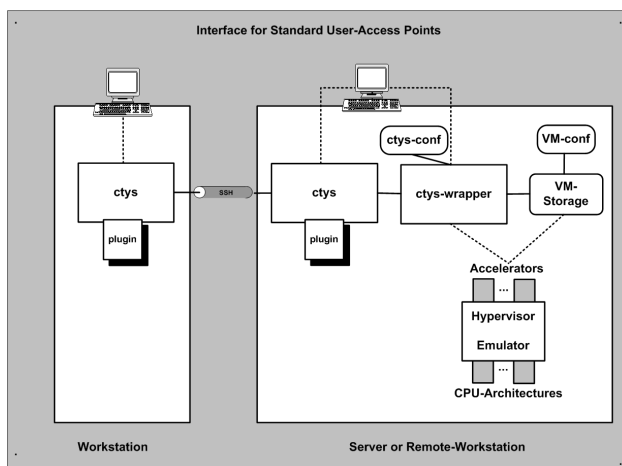 Interface for Standard User-Access Points
ctys-conf
VM-conf
ctys
SSH
ctys
ctys-wrapper
VM-
Storage
plugin
plugin
Accelerators
...
Hypervisor
Emulator
...
CPU-Architectures
Workstation
Server or Remote-Workstation